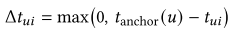 Δt_{ui} = max(0, t_{anchor}(u) − t_{ui})